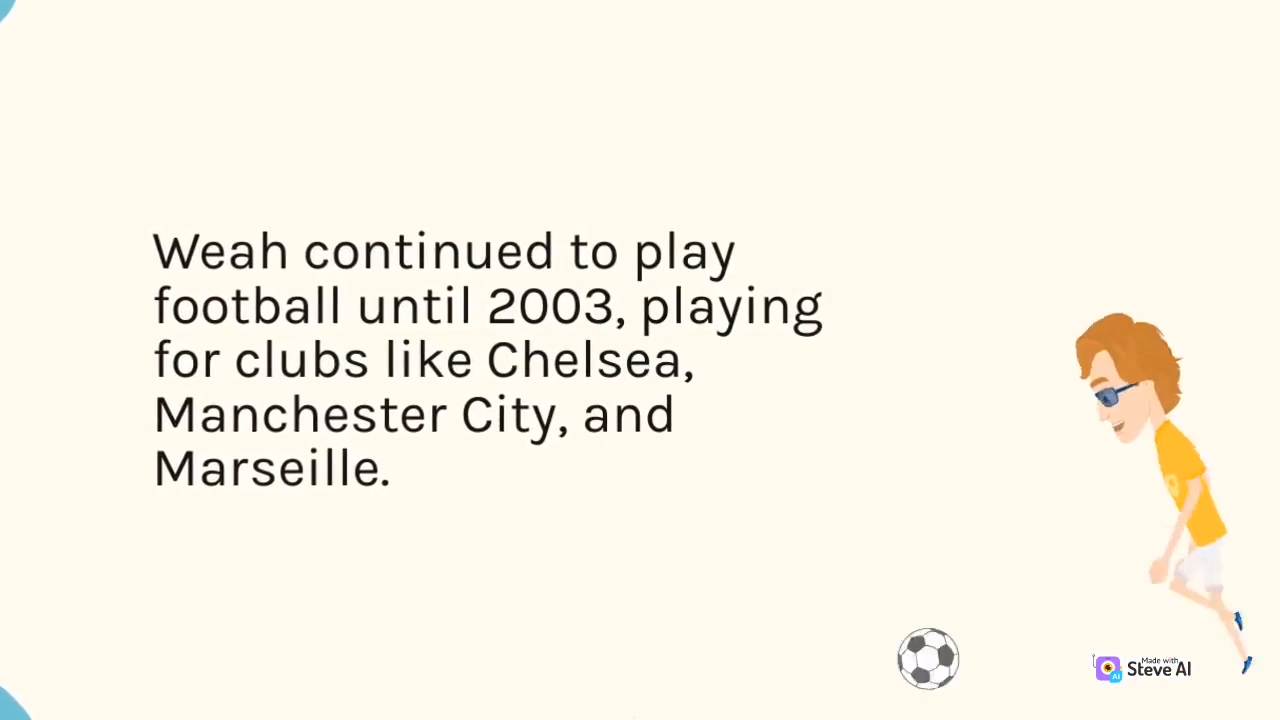 Weah continued to play
football until 2003, playing
for clubs like Chelsea,
Manchester City, and
Marseille.
Made with
Steve AI
AI